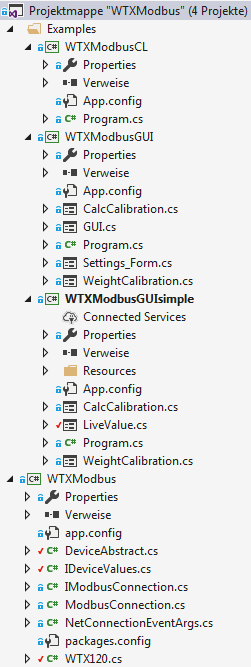 Projektmappe "WTXModbus" (4 Projekte)
Examples
WTXModbusCL
Properties
Verweise
App.config
Program.cs
WTXModbusGUI
Properties
Verweise
App.config
CalcCalibration.cs
GUI.cs
Program.cs
Settings_Form.cs
WeightCalibration.cs
WTXModbusGUIsimple
Connected Services
Properties
Verweise
Resources
App.config
CalcCalibration.cs
LiveValue.cs
Program.cs
WeightCalibration.cs
WTXModbus
Properties
Verweise
app.config
DeviceAbstract.cs
IDeviceValues.cs
IModbusConnection.cs
ModbusConnection.cs
NetConnectionEventArgs.cs
packages.config
WTX120.cs